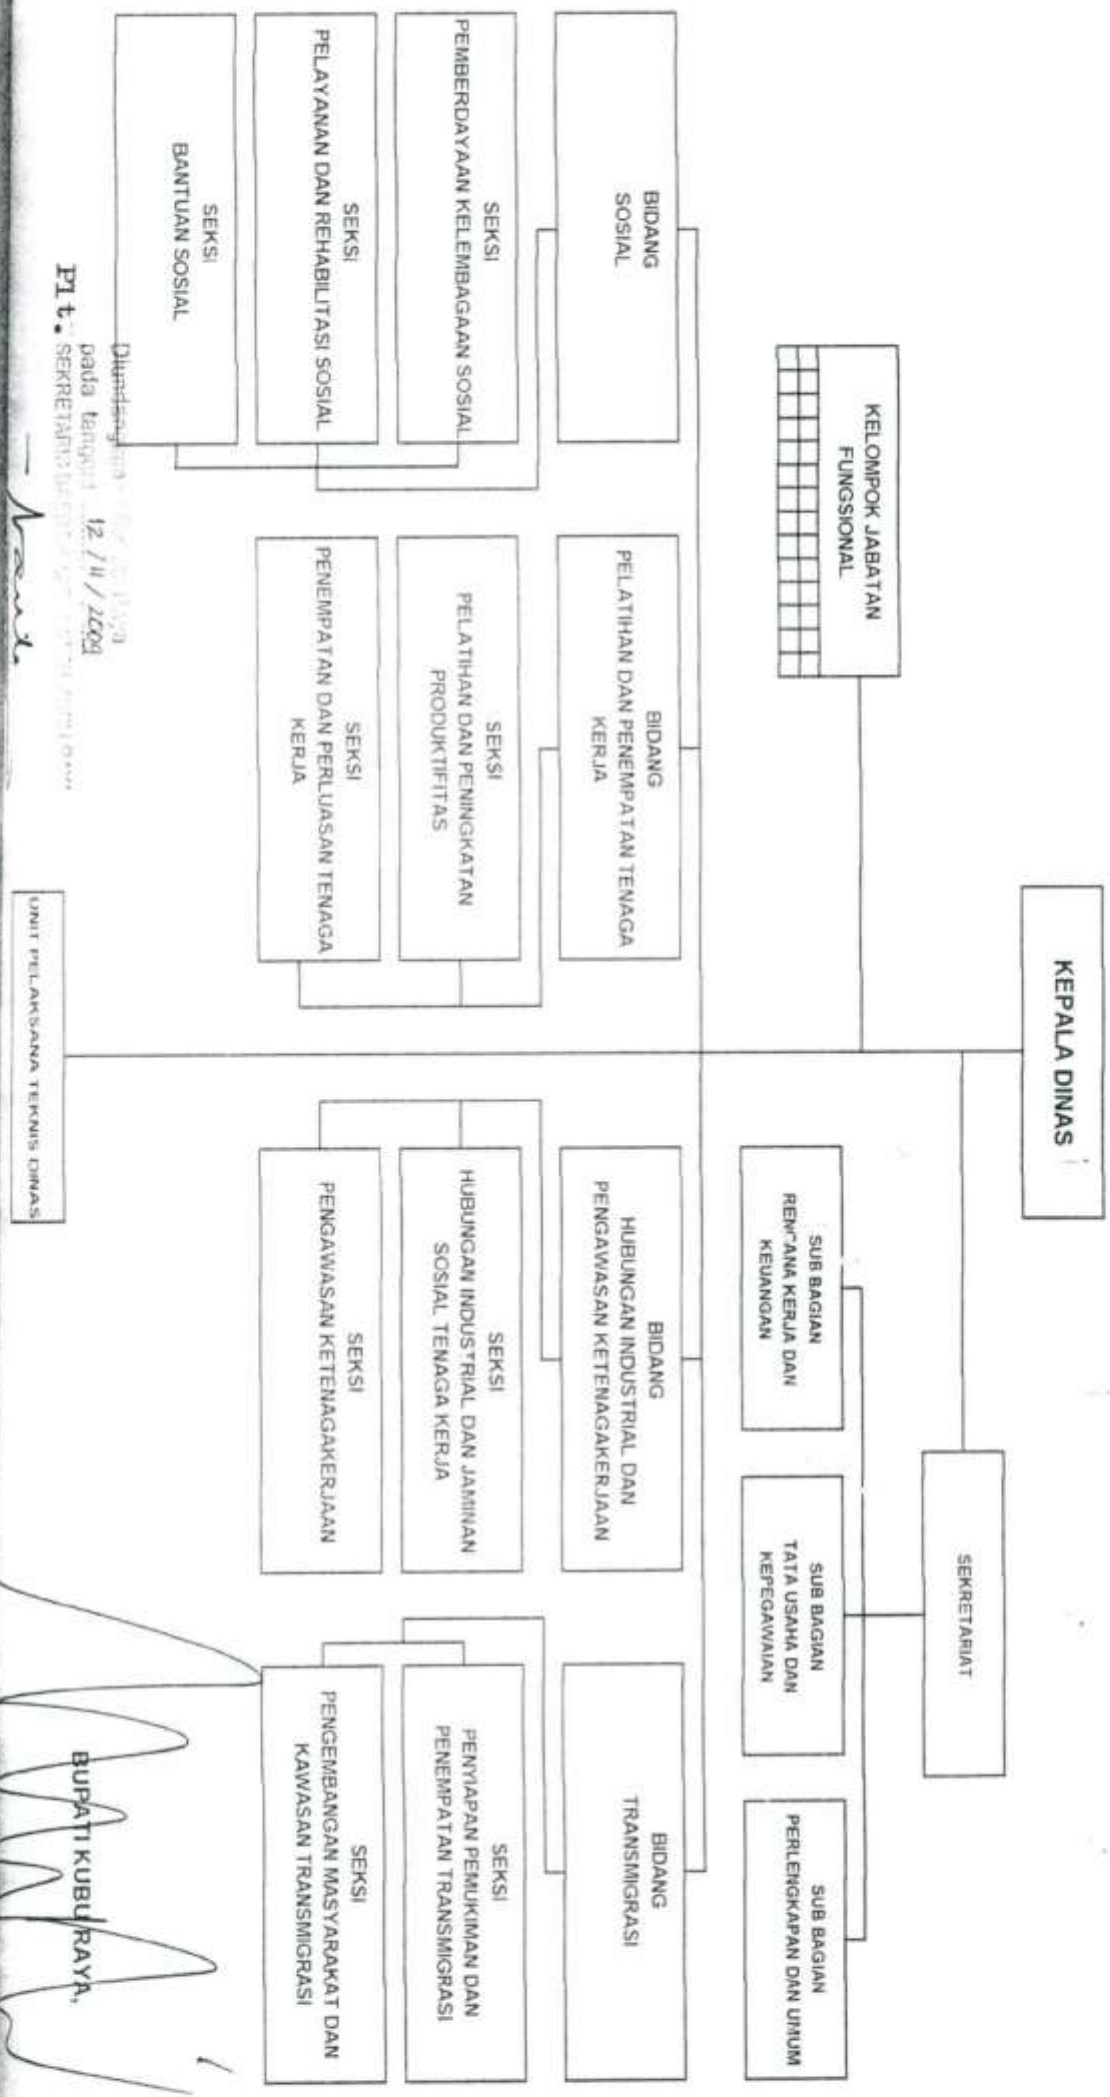 KEPALA DINAS
KELOMPOK JABATAN
FUNGSIONAL
SEKRETARIAT
SUB BAGIAN
RENCANA KERJA DAN
KEUANGAN
SUB BAGIAN
TATA USAHA DAN
KEPEGAWAIAN
SUB BAGIAN
PERLENGKAPAN DAN UMUM
BIDANG
SOSIAL
BIDANG
PELATIHAN DAN PENEMPATAN TENAGA
KERJA
BIDANG
HUBUNGAN INDUSTRIAL DAN
PENGAWASAN KETENAGAKERJAAN
BIDANG
TRANSMIGRASI
SEKSI
PEMBERDAYAAN KELEMBAGAAN SOSIAL
SEKSI
PELATIHAN DAN PENINGKATAN
PRODUKTIFITAS
SEKSI
HUBUNGAN INDUSTRIAL DAN JAMINAN
SOSIAL TENAGA KERJA
SEKSI
PENYIAPAN PEMUKIMAN DAN
PENEMPATAN TRANSMIGRASI
SEKSI
PELAYANAN DAN REHABILITASI SOSIAL
SEKSI
PENEMPATAN DAN PERLUASAN TENAGA
KERJA
SEKSI
PENGAWASAN KETENAGAKERJAAN
SEKSI
PENGEMBANGAN MASYARAKAT DAN
KAWASAN TRANSMIGRASI
SEKSI
BANTUAN SOSIAL
UNIT PELAKSANA TEKNIS DINAS
pada tanggal 12/11/2009
Plt. SEKRETARIS
BUPATI KUBU RAYA,